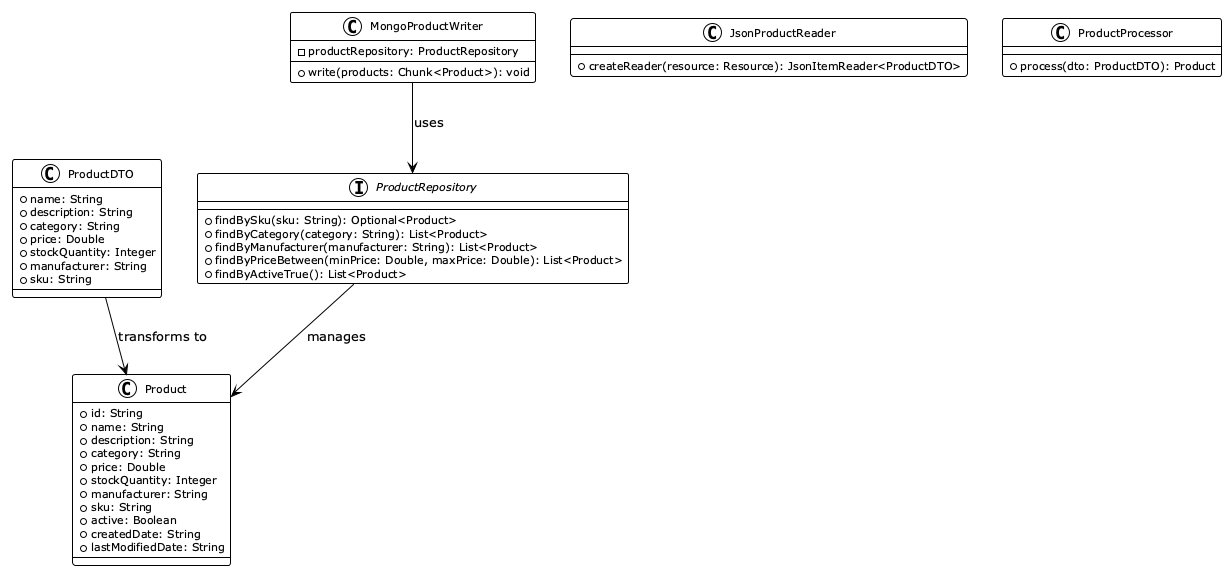 C MongoProductWriter
productRepository: ProductRepository
write(products: Chunk<Product>): void
C JsonProductReader
createReader(resource: Resource): JsonItemReader<ProductDTO>
C ProductProcessor
process(dto: ProductDTO): Product
uses
C ProductDTO
name: String
description: String
category: String
price: Double
stockQuantity: Integer
manufacturer: String
sku: String
I ProductRepository
findBySku(sku: String): Optional<Product>
findByCategory(category: String): List<Product>
findByManufacturer(manufacturer: String): List<Product>
findByPriceBetween(minPrice: Double, maxPrice: Double): List<Product>
findByActiveTrue(): List<Product>
transforms to
manages
C Product
id: String
name: String
description: String
category: String
price: Double
stockQuantity: Integer
manufacturer: String
sku: String
active: Boolean
createdDate: String
lastModifiedDate: String